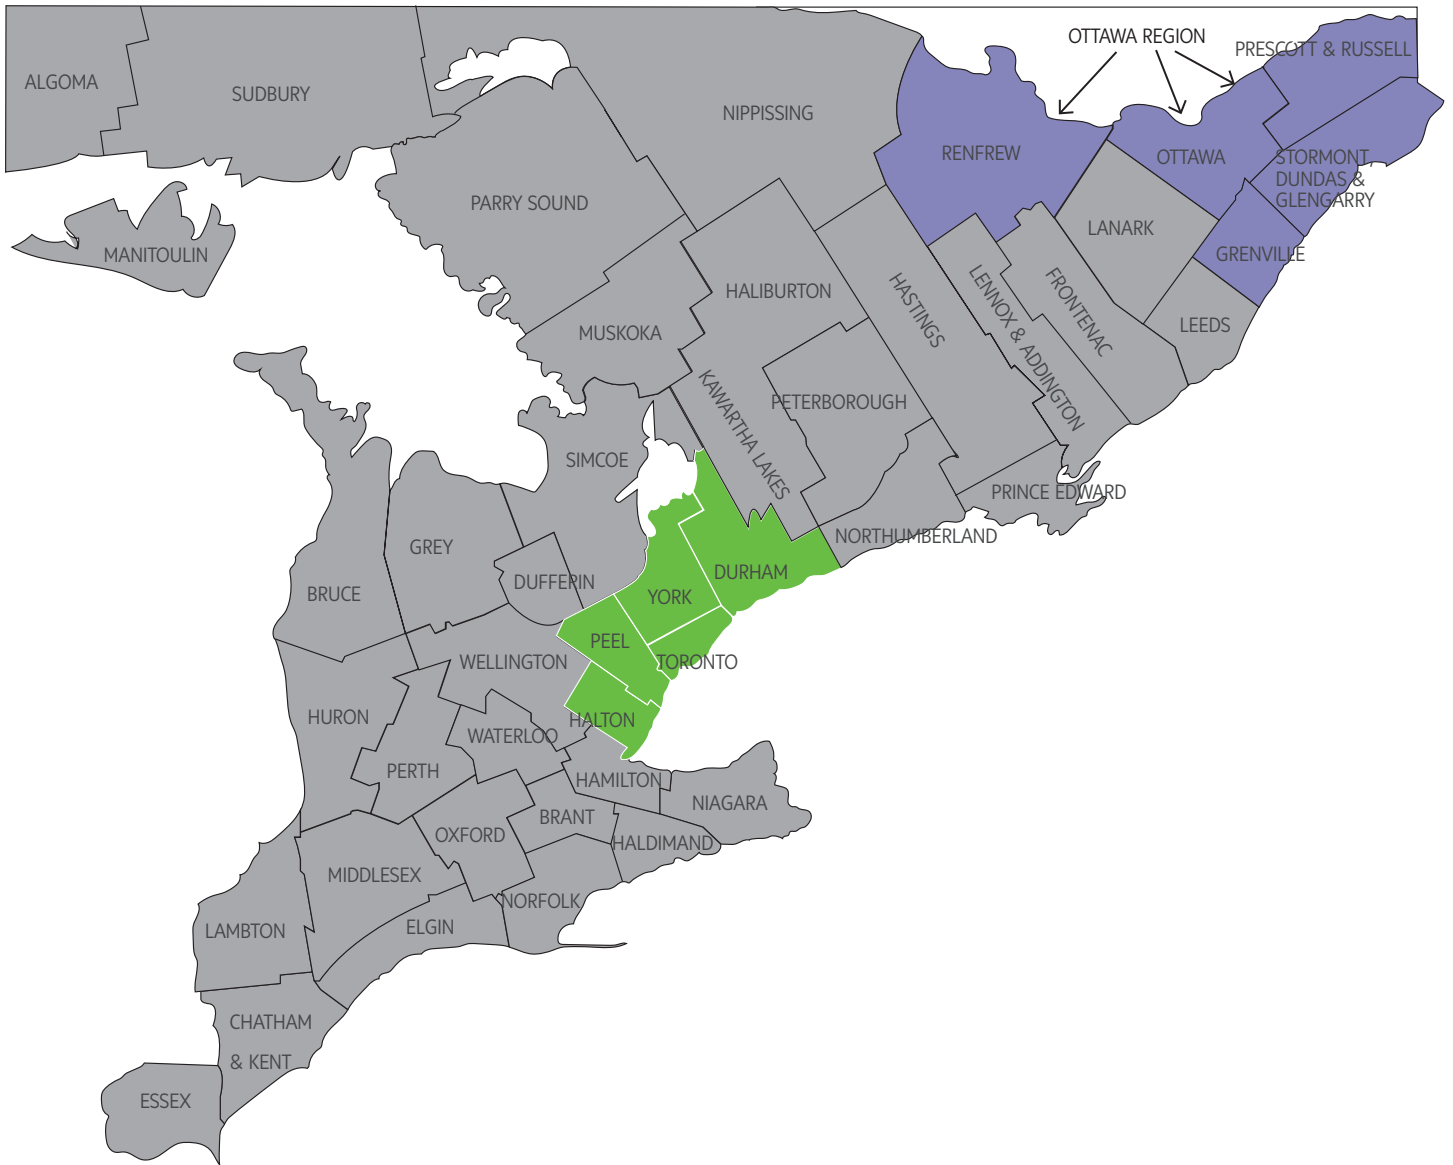 OTTAWA REGION
PRESCOTT & RUSSELL
ALGOMA
SUDBURY
NIPPISSING
RENFREW
OTTAWA
STORMONT,
DUNDAS &
GLENGARRY
PARRY SOUND
LANARK
MANITOULIN
GRENVILLE
HALIBURTON
HASTINGS
LENNOX & ADDINGTON
FRONTENAC
LEEDS
MUSKOKA
KAWARTHA LAKES
PETERBOROUGH
SIMCOE
PRINCE EDWARD
NORTHUMBERLAND
GREY
DUFFERIN
DURHAM
BRUCE
YORK
PEEL
TORONTO
WELLINGTON
HURON
HALTON
WATERLOO
PERTH
HAMILTON
NIAGARA
BRANT
OXFORD
HALDIMAND
MIDDLESEX
NORFOLK
LAMBTON
ELGIN
CHATHAM
& KENT
ESSEX